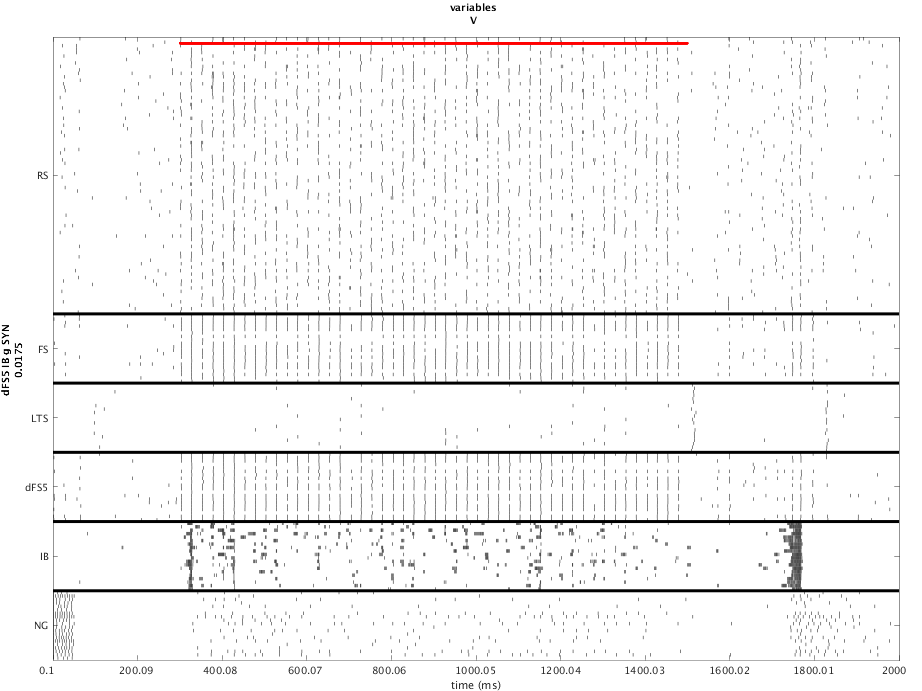 variables
V
dFS5 IB g SYN
0.0175
RS
FS
LTS
dFS5
IB
NG
0.1 200.09 400.08 600.07 800.06 1000.05 1200.04 1400.03 1600.02 1800.01 2000
time (ms)